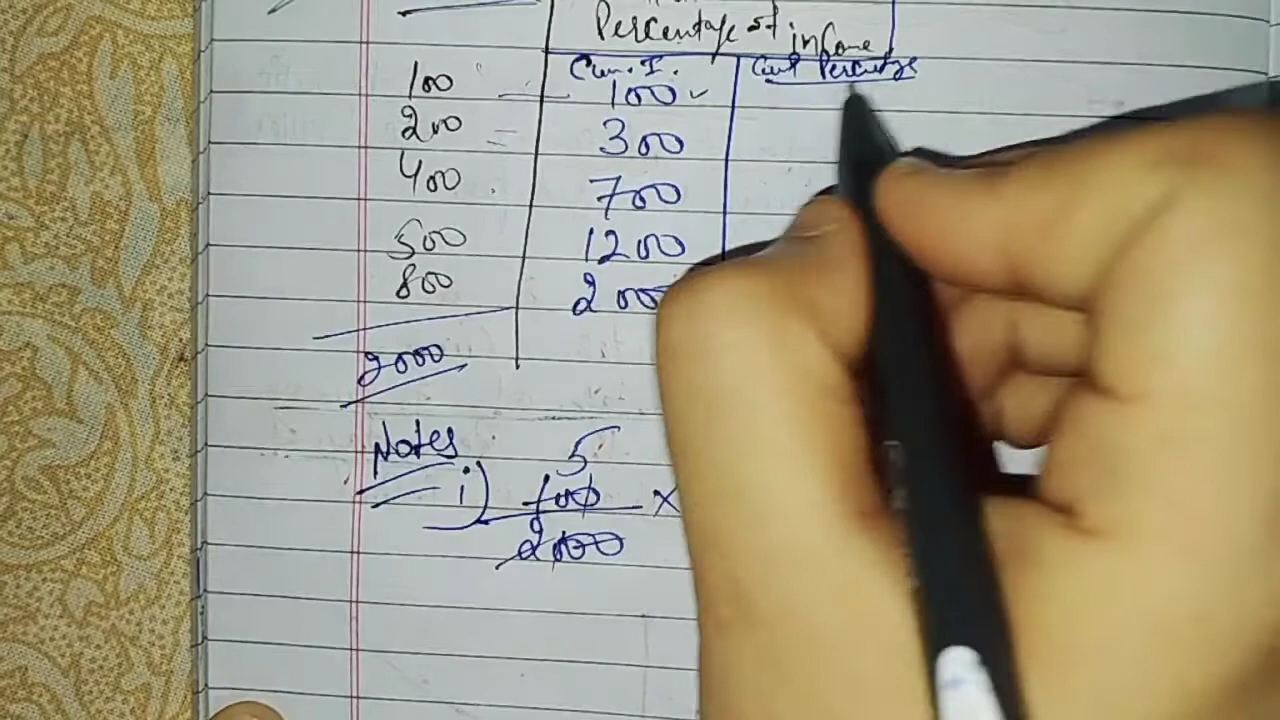 Percentage of income
Cum. I. Cum Percentage
100 100
200 = 300
400 700
500 1200
800 2000
2000
Notes
5
i) 100 ×
2000